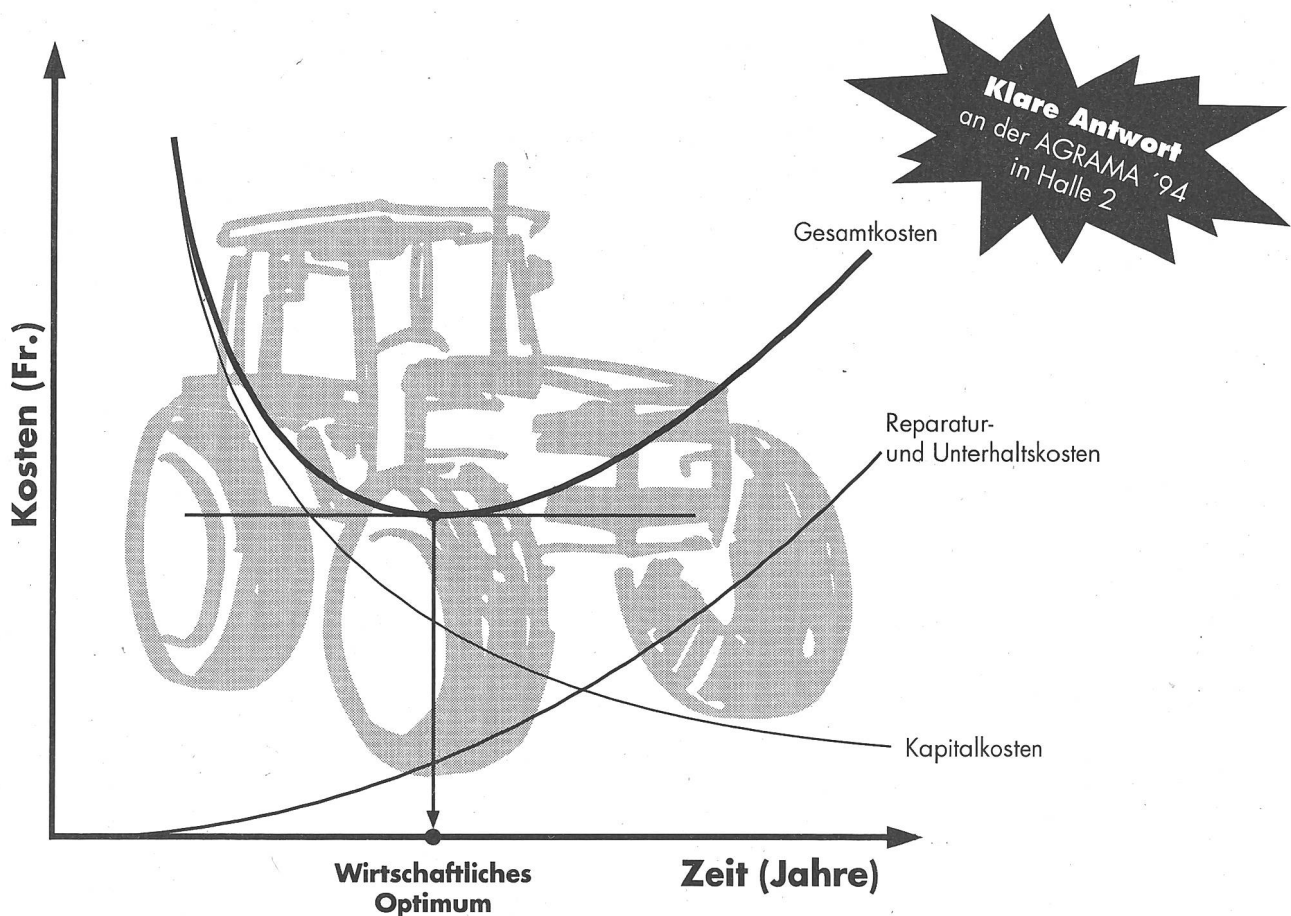 Klare Antwort
an der AGRAMA '94
in Halle 2
Gesamtkosten
Kosten (Fr.)
Reparatur-
und Unterhaltskosten
Kapitalkosten
Wirtschaftliches
Optimum
Zeit (Jahre)